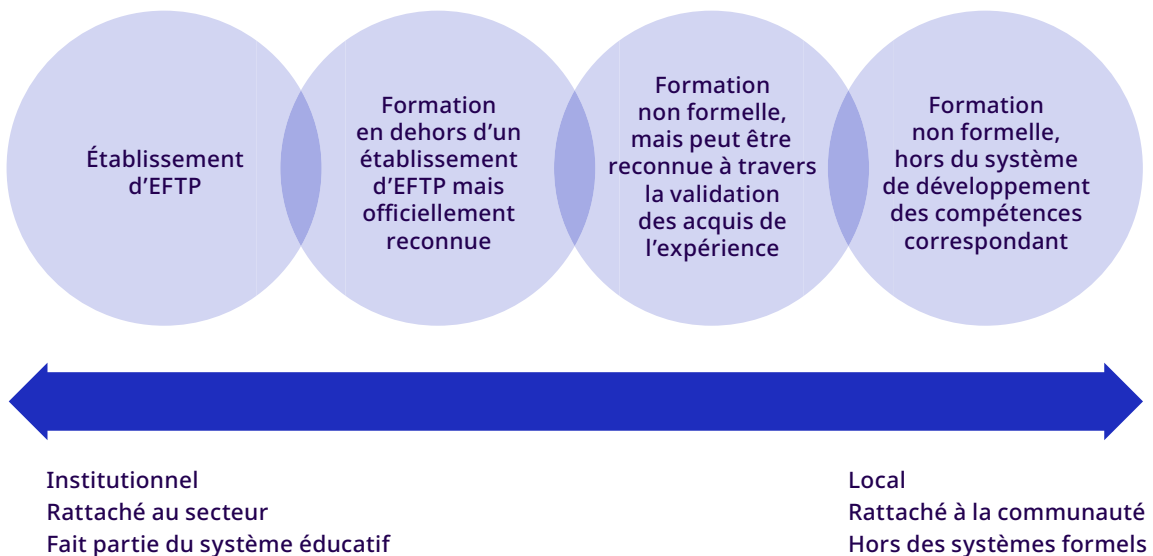 Établissement
d’EFTP
Formation
en dehors d’un
établissement
d’EFTP mais
officiellement
reconnue
Formation
non formelle,
mais peut être
reconnue à travers
la validation
des acquis de
l’expérience
Formation
non formelle,
hors du système
de développement
des compétences
correspondant
Institutionnel
Rattaché au secteur
Fait partie du système éducatif
Local
Rattaché à la communauté
Hors des systèmes formels